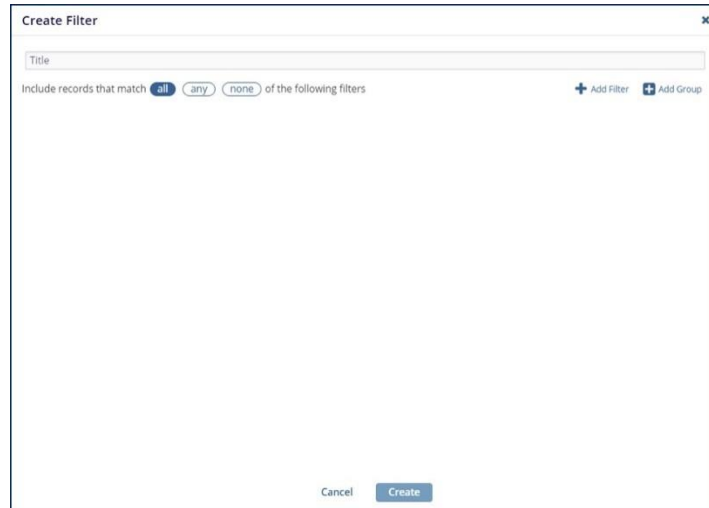 Create Filter
Title
Include records that match all any none of the following filters
Add Filter Add Group
Cancel Create